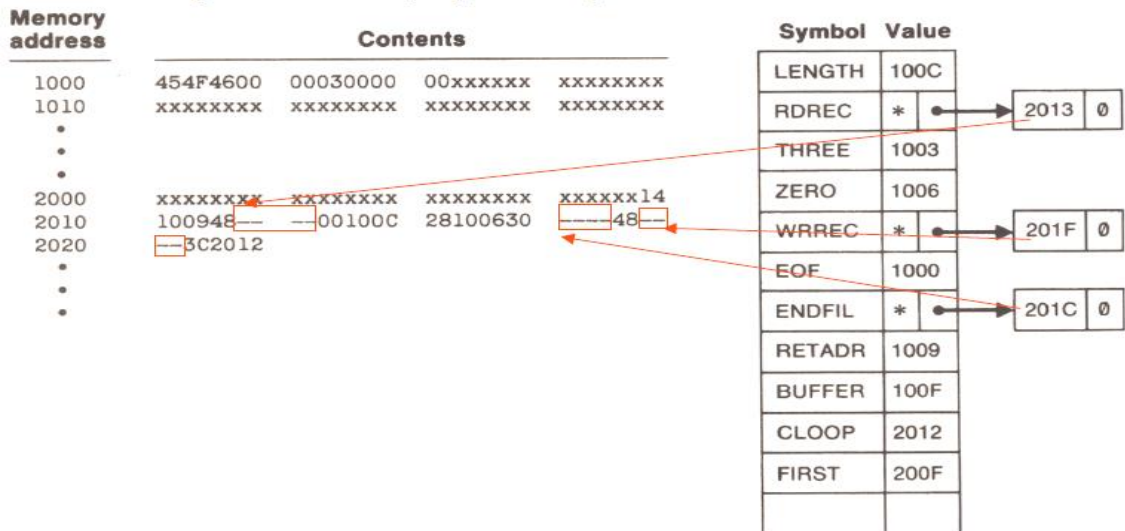 Memory address Contents
1000 454F4600 00030000 00xxxxxx xxxxxxxx
1010 xxxxxxxx xxxxxxxx xxxxxxxx xxxxxxxx
•
•
•
2000 xxxxxxxx xxxxxxxx xxxxxxxx xxxxxx14
2010 100948–– ––00100C 28100630 ––––48––
2020 ––3C2012
•
•
•
Symbol Value
LENGTH 100C
RDREC * 2013 Ø
THREE 1003
ZERO 1006
WRREC * 201F Ø
EOF 1000
ENDFIL * 201C Ø
RETADR 1009
BUFFER 100F
CLOOP 2012
FIRST 200F